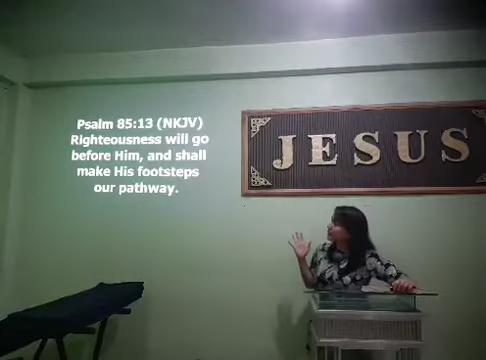 Psalm 85:13 (NKJV)
Righteousness will go
before Him, and shall
make His footsteps
our pathway.
JESUS